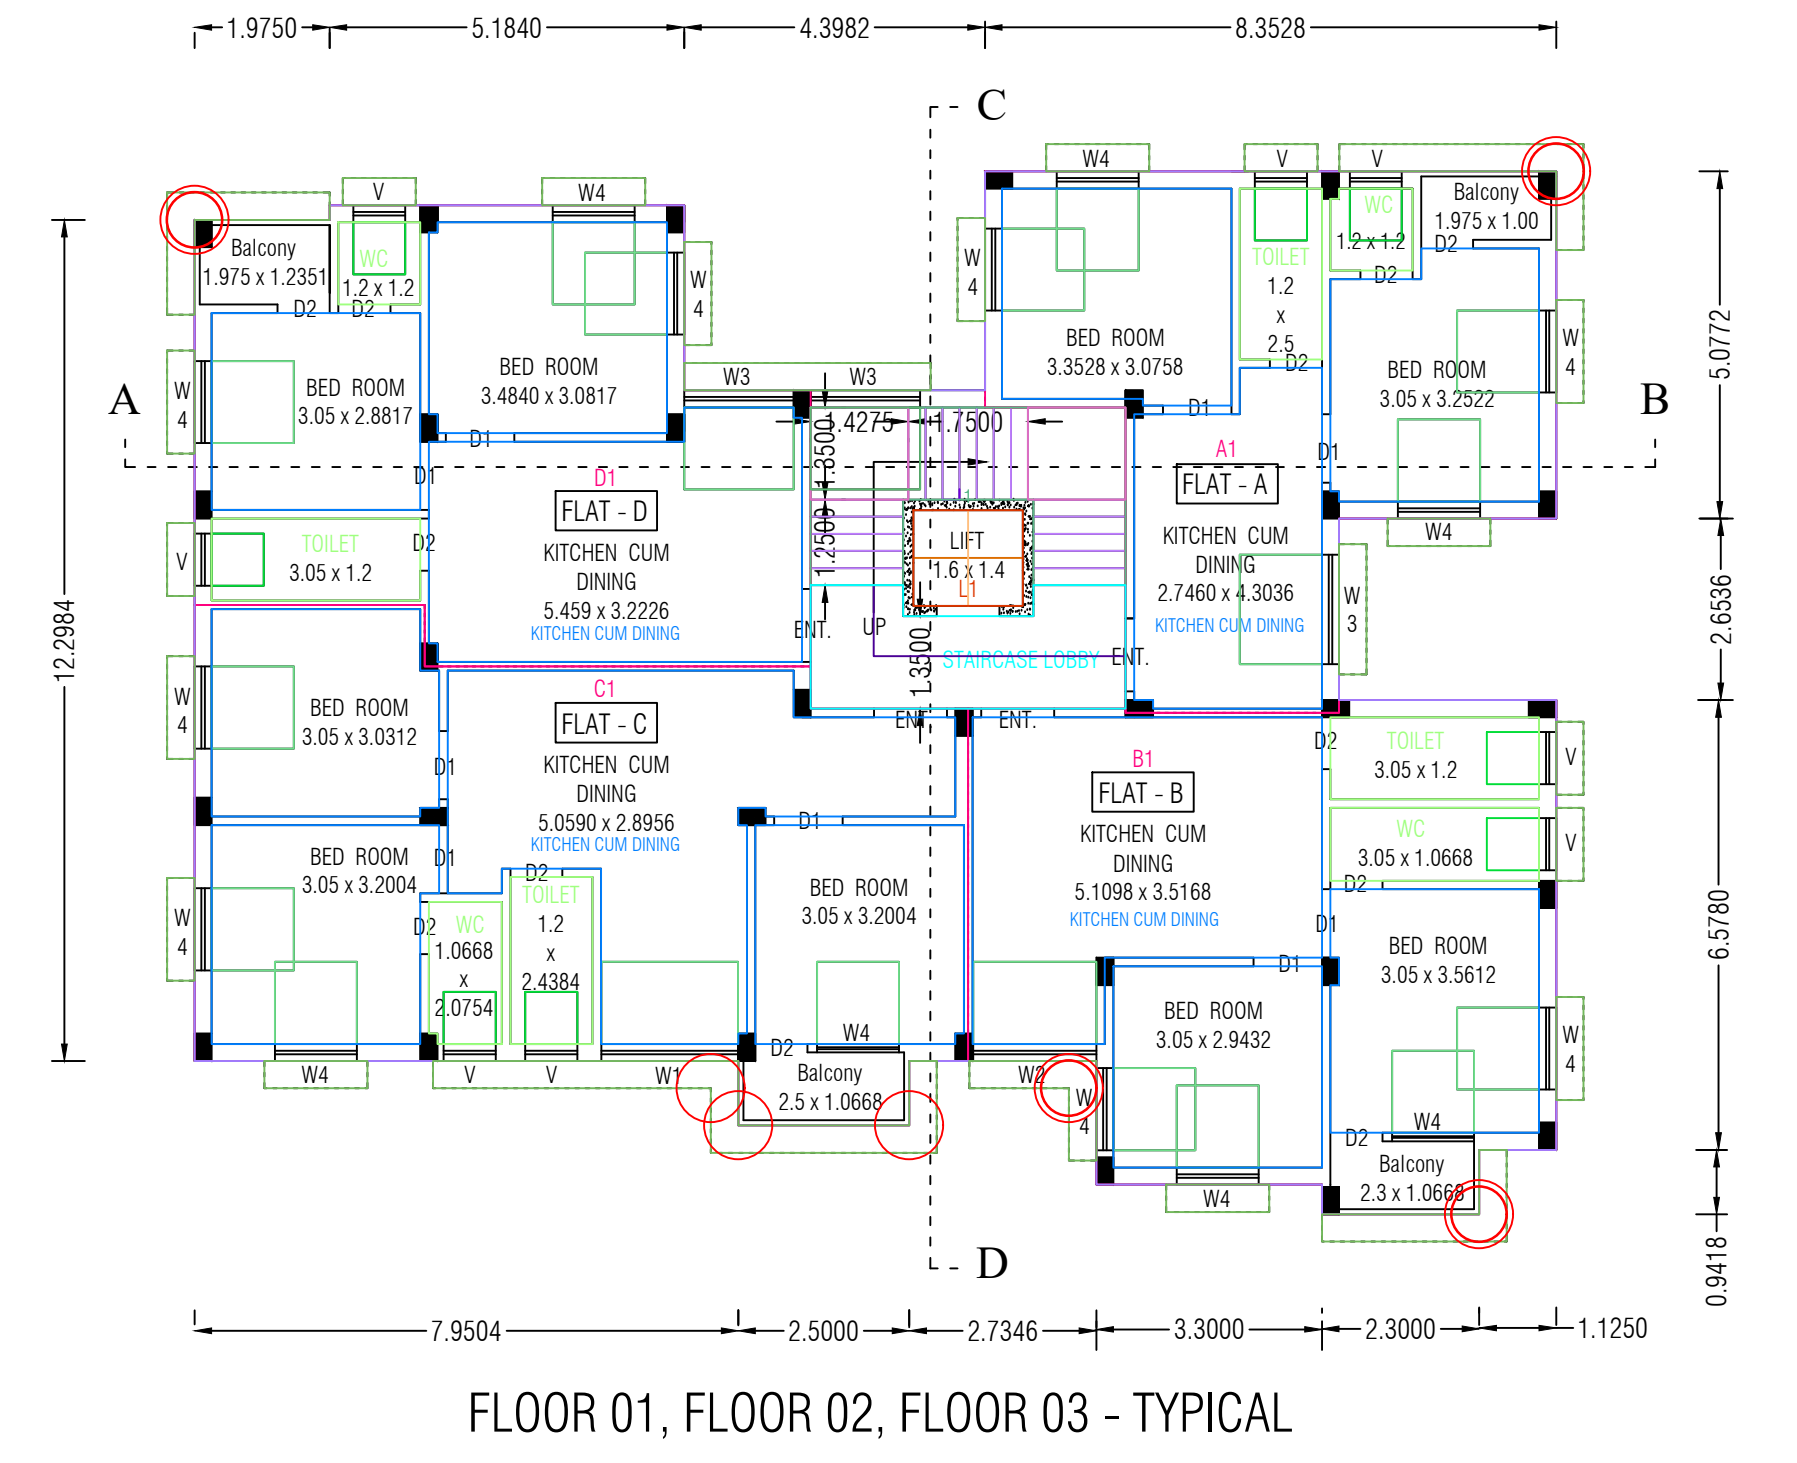 1.9750 5.1840 4.3982 8.3528
C
W4 V V
V W4
Balcony
1.975 x 1.2351
WC
1.2 x 1.2
D2 D2
W
4
BED ROOM
3.4840 x 3.0817
BED ROOM
3.05 x 2.8817
W
4
D1
D1
W3 W3
W
4
BED ROOM
3.3528 x 3.0758
TOILET
1.2
x
2.5
D2
WC
1.2 x 1.2
D2
Balcony
1.975 x 1.00
D2
BED ROOM
3.05 x 3.2522
W
4
D1
D1
W4
5.0772
A
B
12.2984
1.4275 1.7500
1.3500
1.2500
1.3500
D1
FLAT - D
KITCHEN CUM
DINING
5.459 x 3.2226
KITCHEN CUM DINING
V
TOILET
3.05 x 1.2
D2
L1
LIFT
1.6 x 1.4
L1
UP
STAIRCASE LOBBY
ENT.
ENT.
ENT.
ENT.
A1
FLAT - A
KITCHEN CUM
DINING
2.7460 x 4.3036
KITCHEN CUM DINING
W
3
2.6536
W
4
BED ROOM
3.05 x 3.0312
D1
C1
FLAT - C
KITCHEN CUM
DINING
5.0590 x 2.8956
KITCHEN CUM DINING
BED ROOM
3.05 x 3.2004
D1
W
4
D2
WC
1.0668
x
2.0754
D2
TOILET
1.2
x
2.4384
D1
BED ROOM
3.05 x 3.2004
W4
D2
Balcony
2.5 x 1.0668
W4 V V W1
B1
FLAT - B
KITCHEN CUM
DINING
5.1098 x 3.5168
KITCHEN CUM DINING
D2
TOILET
3.05 x 1.2
V
WC
3.05 x 1.0668
V
D2
D1
D1
BED ROOM
3.05 x 3.5612
W
4
6.5780
BED ROOM
3.05 x 2.9432
W2
W
4
W4
W4
D2
Balcony
2.3 x 1.0668
0.9418
D
7.9504 2.5000 2.7346 3.3000 2.3000 1.1250
FLOOR 01, FLOOR 02, FLOOR 03 - TYPICAL